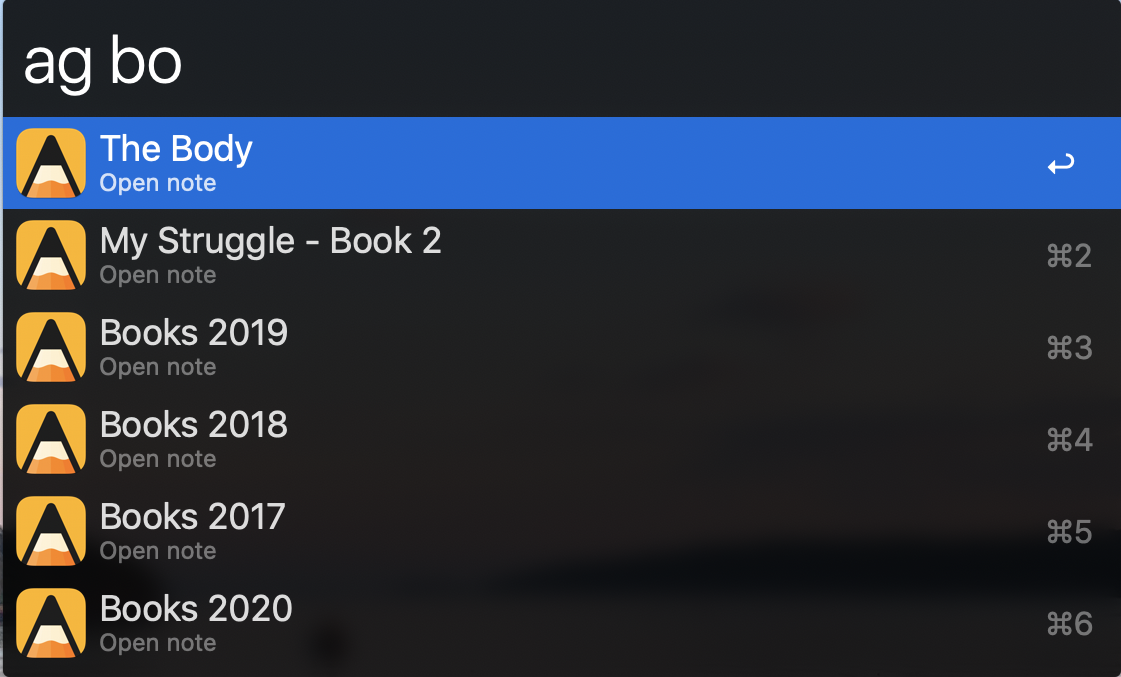 ag bo
The Body
Open note
↩
My Struggle - Book 2
Open note
⌘2
Books 2019
Open note
⌘3
Books 2018
Open note
⌘4
Books 2017
Open note
⌘5
Books 2020
Open note
⌘6